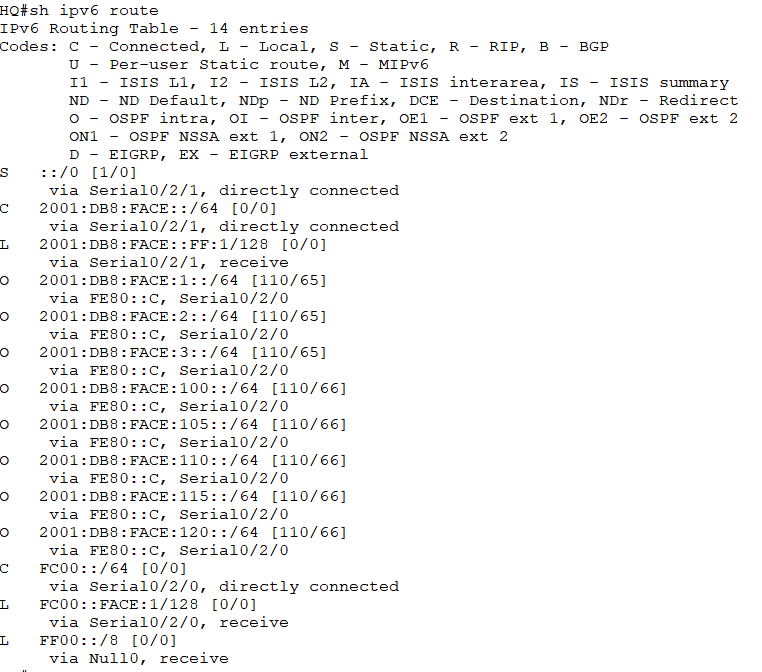 HQ#sh ipv6 route
IPv6 Routing Table - 14 entries
Codes: C - Connected, L - Local, S - Static, R - RIP, B - BGP
       U - Per-user Static route, M - MIPv6
       I1 - ISIS L1, I2 - ISIS L2, IA - ISIS interarea, IS - ISIS summary
       ND - ND Default, NDp - ND Prefix, DCE - Destination, NDr - Redirect
       O - OSPF intra, OI - OSPF inter, OE1 - OSPF ext 1, OE2 - OSPF ext 2
       ON1 - OSPF NSSA ext 1, ON2 - OSPF NSSA ext 2
       D - EIGRP, EX - EIGRP external
S   ::/0 [1/0]
     via Serial0/2/1, directly connected
C   2001:DB8:FACE::/64 [0/0]
     via Serial0/2/1, directly connected
L   2001:DB8:FACE::FF:1/128 [0/0]
     via Serial0/2/1, receive
O   2001:DB8:FACE:1::/64 [110/65]
     via FE80::C, Serial0/2/0
O   2001:DB8:FACE:2::/64 [110/65]
     via FE80::C, Serial0/2/0
O   2001:DB8:FACE:3::/64 [110/65]
     via FE80::C, Serial0/2/0
O   2001:DB8:FACE:100::/64 [110/66]
     via FE80::C, Serial0/2/0
O   2001:DB8:FACE:105::/64 [110/66]
     via FE80::C, Serial0/2/0
O   2001:DB8:FACE:110::/64 [110/66]
     via FE80::C, Serial0/2/0
O   2001:DB8:FACE:115::/64 [110/66]
     via FE80::C, Serial0/2/0
O   2001:DB8:FACE:120::/64 [110/66]
     via FE80::C, Serial0/2/0
C   FC00::/64 [0/0]
     via Serial0/2/0, directly connected
L   FC00::FACE:1/128 [0/0]
     via Serial0/2/0, receive
L   FF00::/8 [0/0]
     via Null0, receive